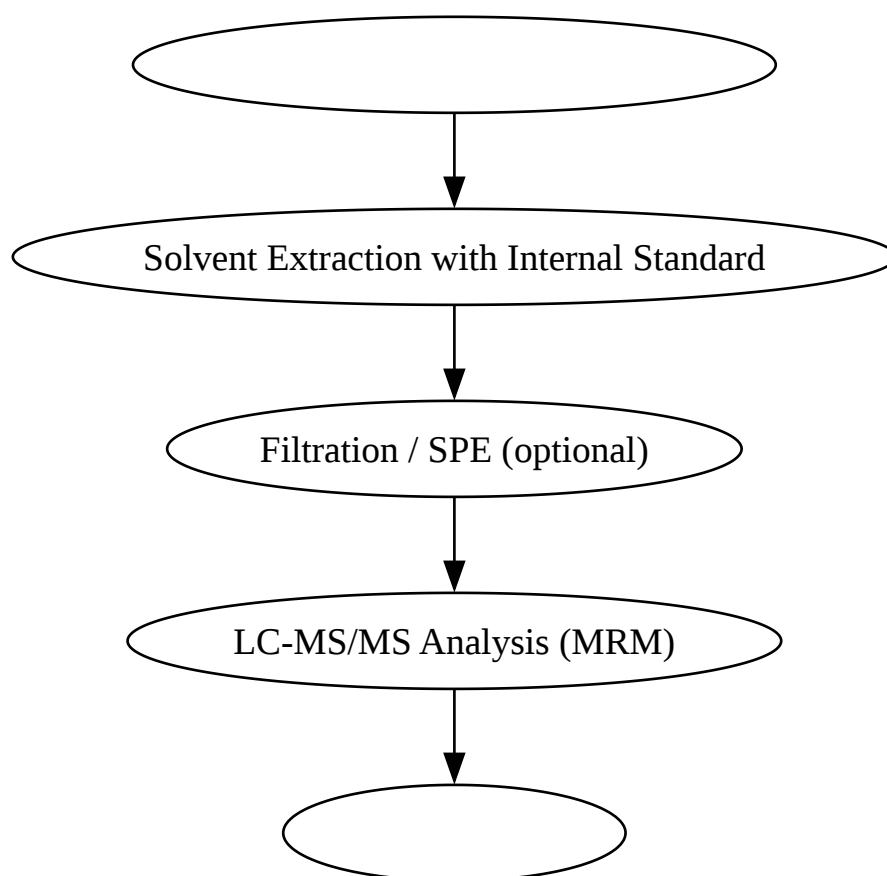 Solvent Extraction with Internal Standard
Filtration / SPE (optional)
LC-MS/MS Analysis (MRM)